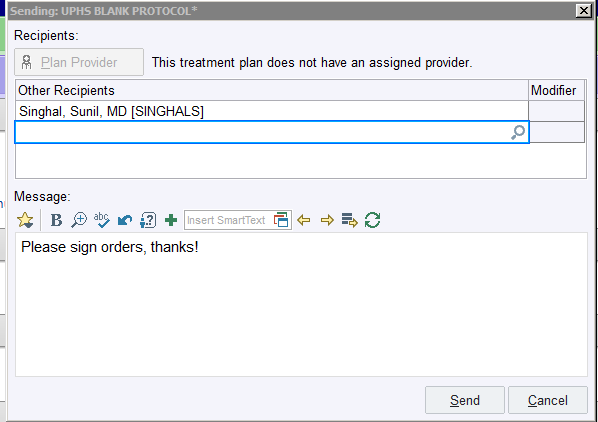 Sending: UPHS BLANK PROTOCOL*
Recipients:
Plan Provider This treatment plan does not have an assigned provider.
Other Recipients Modifier
Singhal, Sunil, MD [SINGHALS]
Message:
B abc Insert SmartText
Please sign orders, thanks!
Send Cancel